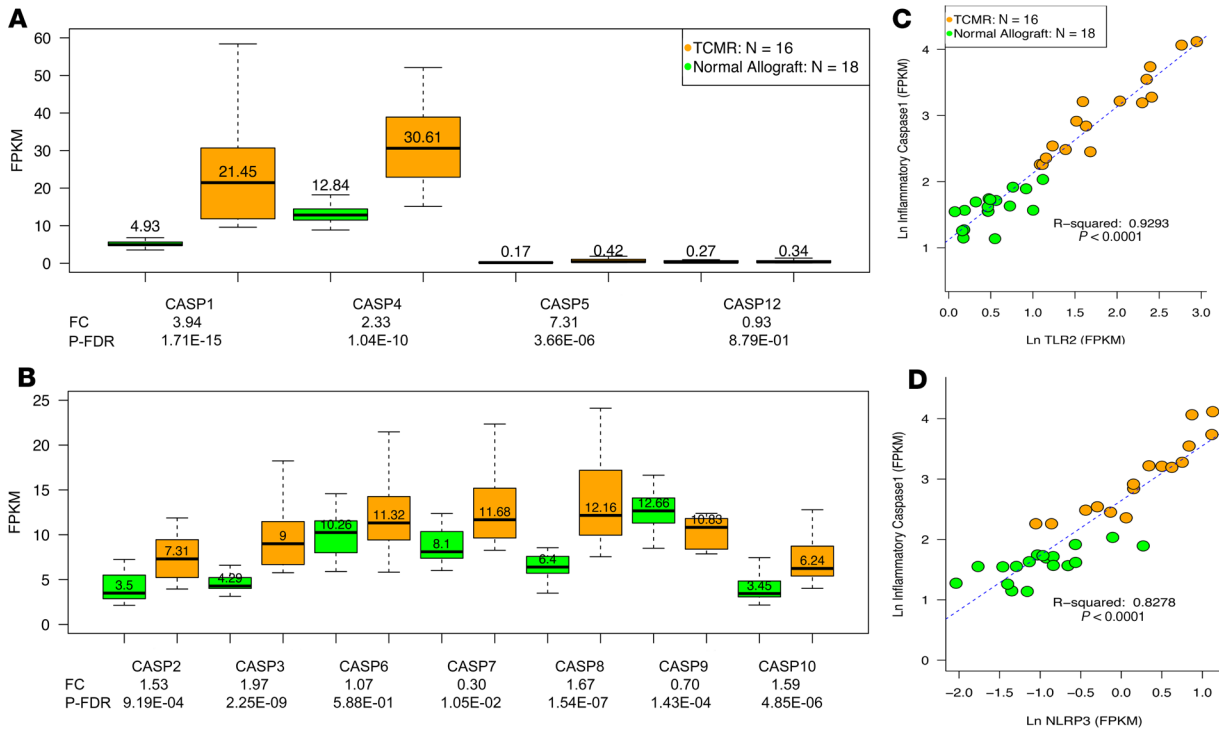 A
FPKM
60
50
40
30
20
10
0
TCMR: N = 16
Normal Allograft: N = 18
4.93
21.45
12.84
30.61
0.17
0.42
0.27
0.34
CASP1 CASP4 CASP5 CASP12
FC 3.94 2.33 7.31 0.93
P-FDR 1.71E-15 1.04E-10 3.66E-06 8.79E-01
B
FPKM
25
20
15
10
5
0
3.5
7.31
4.29
9
10.26
11.32
8.1
11.68
6.4
12.16
12.66
10.83
3.45
6.24
CASP2 CASP3 CASP6 CASP7 CASP8 CASP9 CASP10
FC 1.53 1.97 1.07 0.30 1.67 0.70 1.59
P-FDR 9.19E-04 2.25E-09 5.88E-01 1.05E-02 1.54E-07 1.43E-04 4.85E-06
C
TCMR: N = 16
Normal Allograft: N = 18
Ln Inflammatory Caspase1 (FPKM)
4
3
2
1
R-squared: 0.9293
P < 0.0001
0.0 0.5 1.0 1.5 2.0 2.5 3.0
Ln TLR2 (FPKM)
D
Ln Inflammatory Caspase1 (FPKM)
4
3
2
1
0
R-squared: 0.8278
P < 0.0001
−2.0 −1.5 −1.0 −0.5 0.0 0.5 1.0
Ln NLRP3 (FPKM)